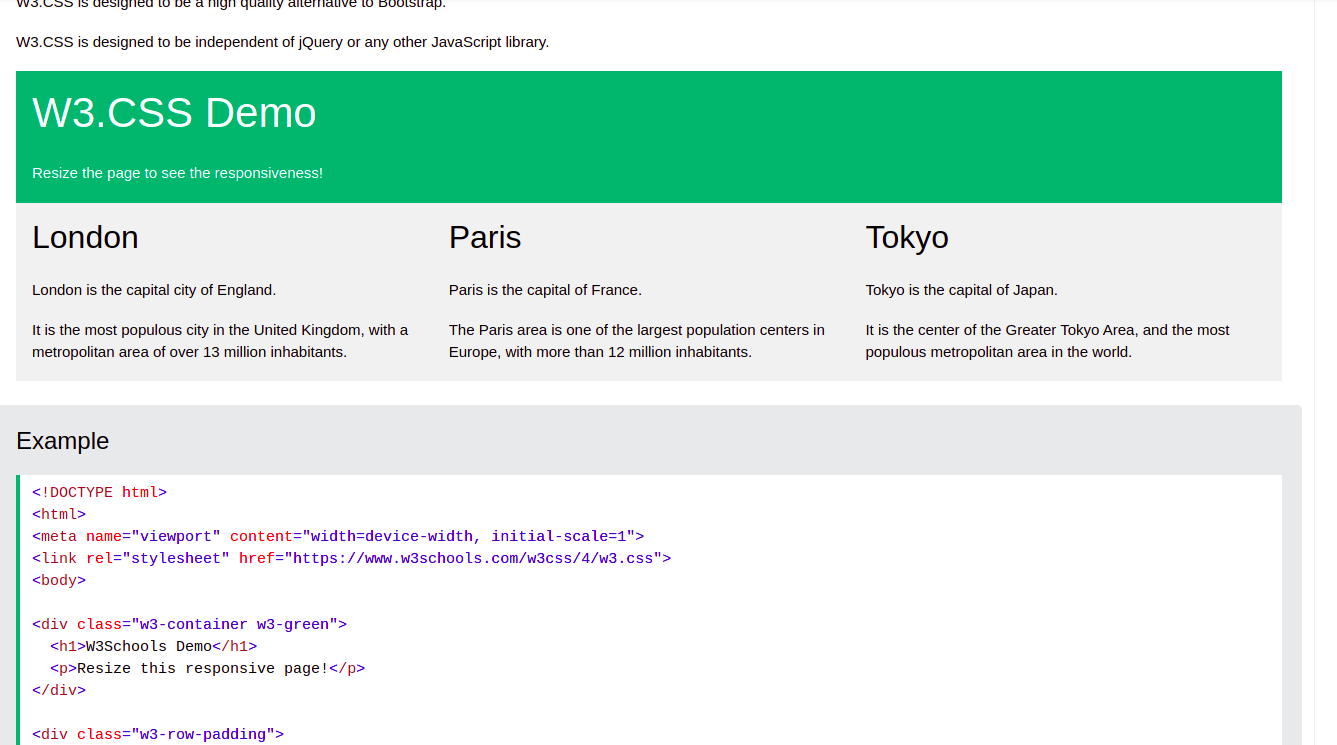 W3.CSS is designed to be a high quality alternative to Bootstrap.
W3.CSS is designed to be independent of jQuery or any other JavaScript library.
W3.CSS Demo
Resize the page to see the responsiveness!
London
London is the capital city of England.
It is the most populous city in the United Kingdom, with a
metropolitan area of over 13 million inhabitants.
Paris
Paris is the capital of France.
The Paris area is one of the largest population centers in
Europe, with more than 12 million inhabitants.
Tokyo
Tokyo is the capital of Japan.
It is the center of the Greater Tokyo Area, and the most
populous metropolitan area in the world.
Example
<!DOCTYPE html>
<html>
<meta name="viewport" content="width=device-width, initial-scale=1">
<link rel="stylesheet" href="https://www.w3schools.com/w3css/4/w3.css">
<body>
<div class="w3-container w3-green">
  <h1>W3Schools Demo</h1>
  <p>Resize this responsive page!</p>
</div>
<div class="w3-row-padding">